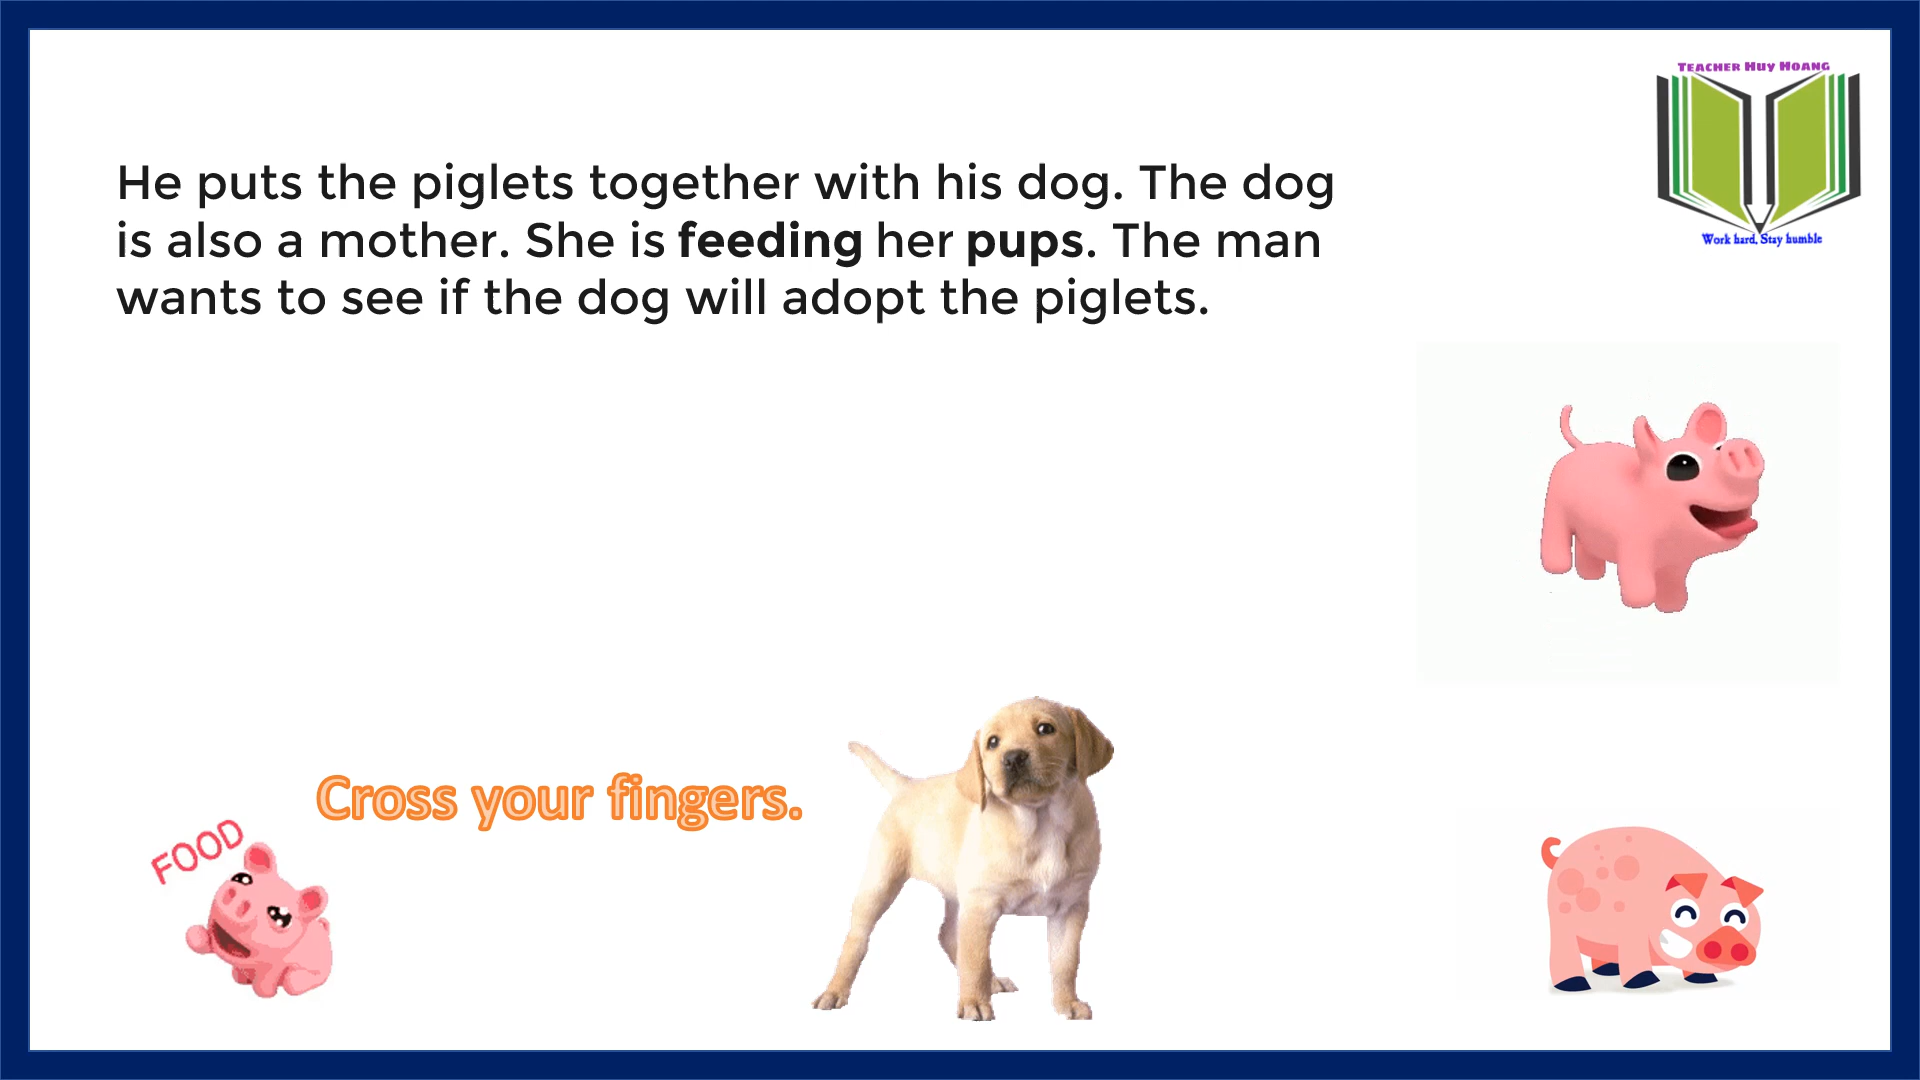 TEACHER HUY HOANG
Work hard, Stay humble
He puts the piglets together with his dog. The dog
is also a mother. She is feeding her pups. The man
wants to see if the dog will adopt the piglets.
Cross your fingers.
FOOD